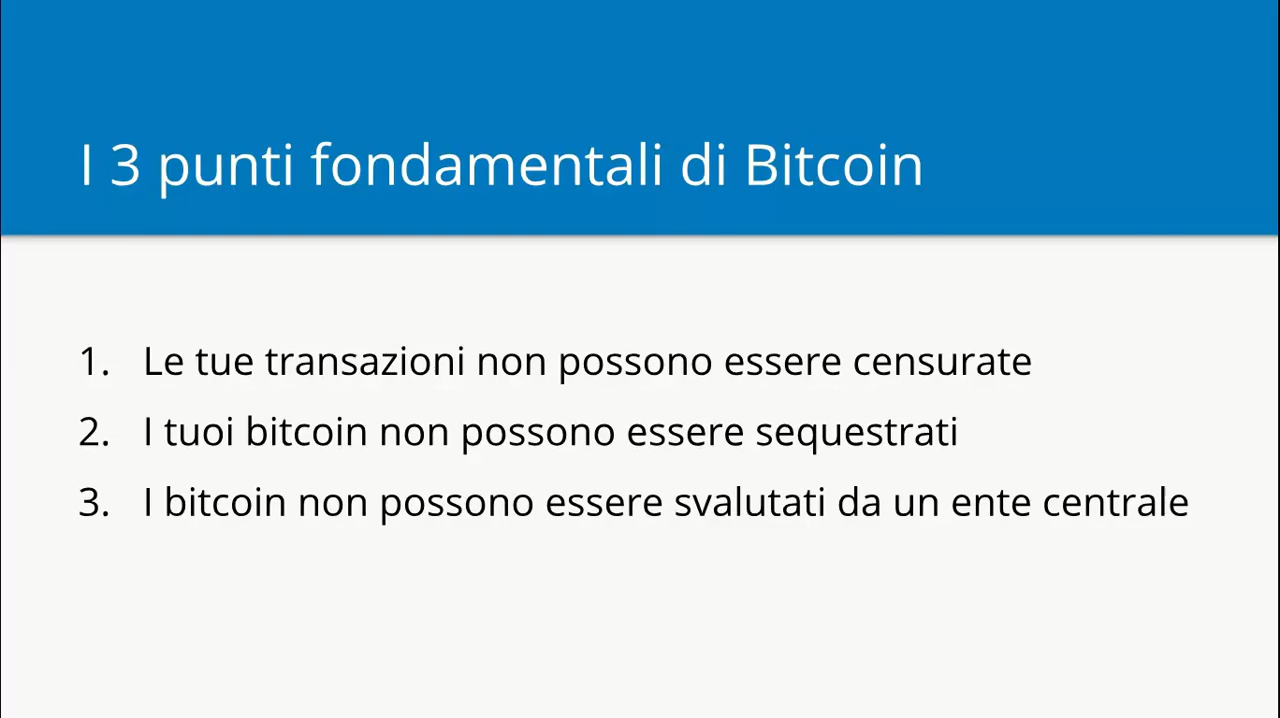 I 3 punti fondamentali di Bitcoin
1. Le tue transazioni non possono essere censurate
2. I tuoi bitcoin non possono essere sequestrati
3. I bitcoin non possono essere svalutati da un ente centrale